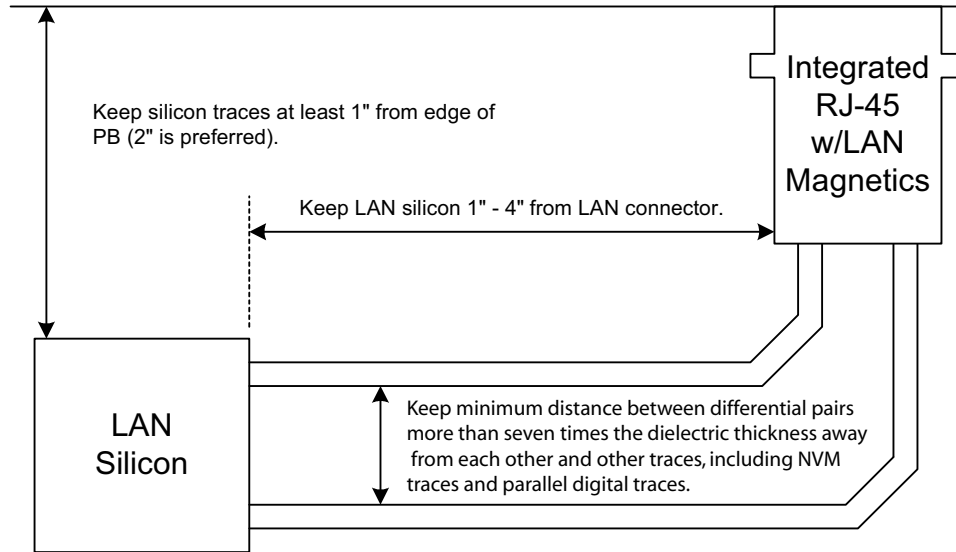 Integrated
RJ-45
w/LAN
Magnetics
Keep silicon traces at least 1" from edge of
PB (2" is preferred).
Keep LAN silicon 1" - 4" from LAN connector.
LAN
Silicon
Keep minimum distance between differential pairs
more than seven times the dielectric thickness away
from each other and other traces, including NVM
traces and parallel digital traces.